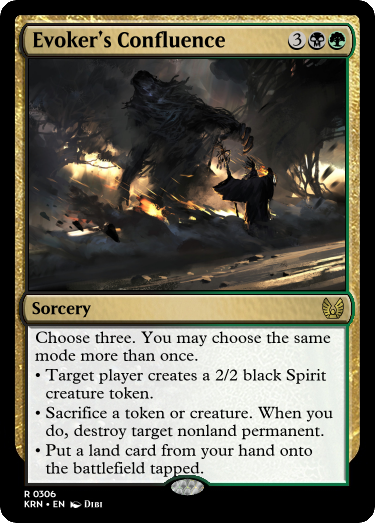 Evoker's Confluence 3
Sorcery
Choose three. You may choose the same
mode more than once.
• Target player creates a 2/2 black Spirit
creature token.
• Sacrifice a token or creature. When you
do, destroy target nonland permanent.
• Put a land card from your hand onto
the battlefield tapped.
R 0306
KRN • EN DIBI